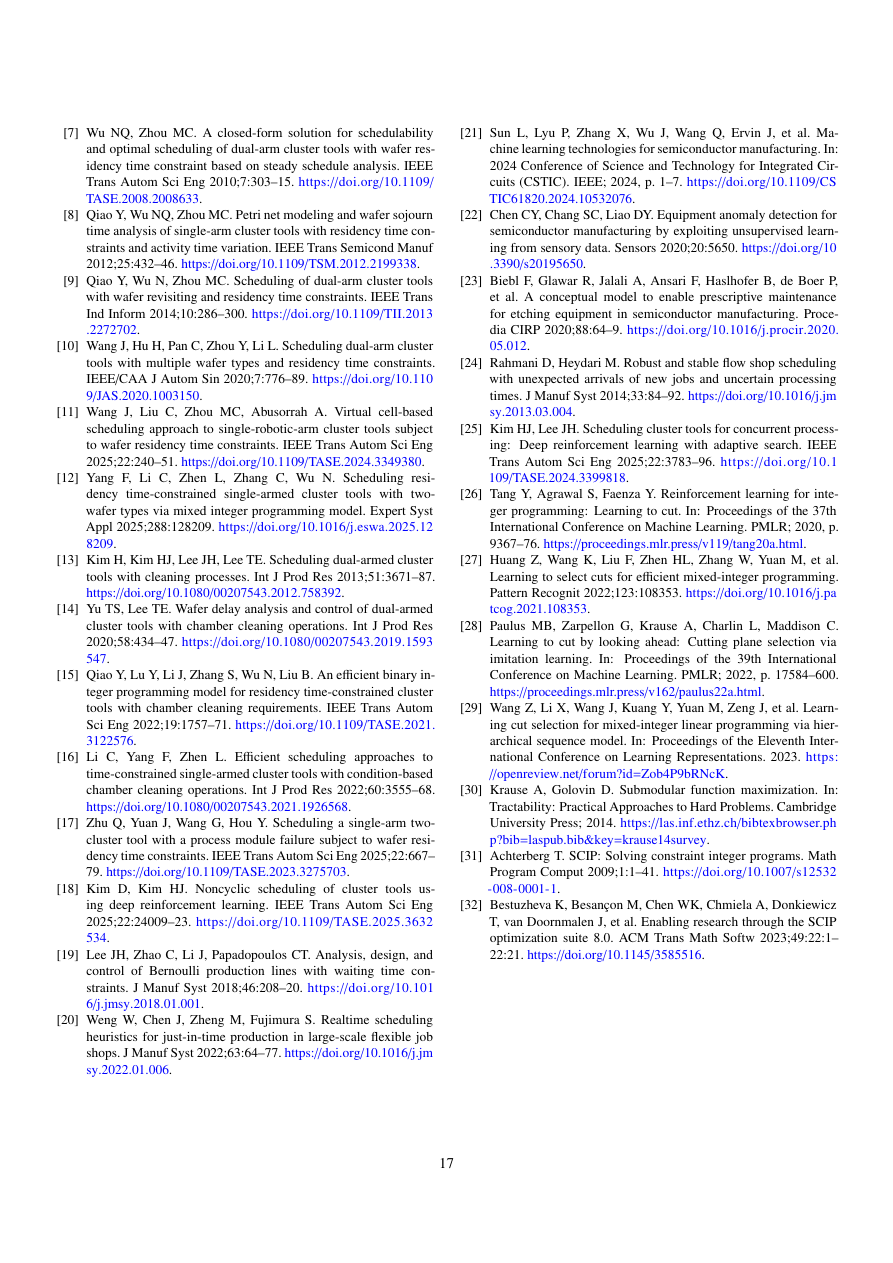 [7] Wu NQ, Zhou MC. A closed-form solution for schedulability
and optimal scheduling of dual-arm cluster tools with wafer res-
idency time constraint based on steady schedule analysis. IEEE
Trans Autom Sci Eng 2010;7:303–15. https://doi.org/10.1109/
TASE.2008.2008633.
[8] Qiao Y, Wu NQ, Zhou MC. Petri net modeling and wafer sojourn
time analysis of single-arm cluster tools with residency time con-
straints and activity time variation. IEEE Trans Semicond Manuf
2012;25:432–46. https://doi.org/10.1109/TSM.2012.2199338.
[9] Qiao Y, Wu N, Zhou MC. Scheduling of dual-arm cluster tools
with wafer revisiting and residency time constraints. IEEE Trans
Ind Inform 2014;10:286–300. https://doi.org/10.1109/TII.2013
.2272702.
[10] Wang J, Hu H, Pan C, Zhou Y, Li L. Scheduling dual-arm cluster
tools with multiple wafer types and residency time constraints.
IEEE/CAA J Autom Sin 2020;7:776–89. https://doi.org/10.110
9/JAS.2020.1003150.
[11] Wang J, Liu C, Zhou MC, Abusorrah A. Virtual cell-based
scheduling approach to single-robotic-arm cluster tools subject
to wafer residency time constraints. IEEE Trans Autom Sci Eng
2025;22:240–51. https://doi.org/10.1109/TASE.2024.3349380.
[12] Yang F, Li C, Zhen L, Zhang C, Wu N. Scheduling resi-
dency time-constrained single-armed cluster tools with two-
wafer types via mixed integer programming model. Expert Syst
Appl 2025;288:128209. https://doi.org/10.1016/j.eswa.2025.12
8209.
[13] Kim H, Kim HJ, Lee JH, Lee TE. Scheduling dual-armed cluster
tools with cleaning processes. Int J Prod Res 2013;51:3671–87.
https://doi.org/10.1080/00207543.2012.758392.
[14] Yu TS, Lee TE. Wafer delay analysis and control of dual-armed
cluster tools with chamber cleaning operations. Int J Prod Res
2020;58:434–47. https://doi.org/10.1080/00207543.2019.1593
547.
[15] Qiao Y, Lu Y, Li J, Zhang S, Wu N, Liu B. An efficient binary in-
teger programming model for residency time-constrained cluster
tools with chamber cleaning requirements. IEEE Trans Autom
Sci Eng 2022;19:1757–71. https://doi.org/10.1109/TASE.2021.
3122576.
[16] Li C, Yang F, Zhen L. Efficient scheduling approaches to
time-constrained single-armed cluster tools with condition-based
chamber cleaning operations. Int J Prod Res 2022;60:3555–68.
https://doi.org/10.1080/00207543.2021.1926568.
[17] Zhu Q, Yuan J, Wang G, Hou Y. Scheduling a single-arm two-
cluster tool with a process module failure subject to wafer resi-
dency time constraints. IEEE Trans Autom Sci Eng 2025;22:667–
79. https://doi.org/10.1109/TASE.2023.3275703.
[18] Kim D, Kim HJ. Noncyclic scheduling of cluster tools us-
ing deep reinforcement learning. IEEE Trans Autom Sci Eng
2025;22:24009–23. https://doi.org/10.1109/TASE.2025.3632
534.
[19] Lee JH, Zhao C, Li J, Papadopoulos CT. Analysis, design, and
control of Bernoulli production lines with waiting time con-
straints. J Manuf Syst 2018;46:208–20. https://doi.org/10.101
6/j.jmsy.2018.01.001.
[20] Weng W, Chen J, Zheng M, Fujimura S. Realtime scheduling
heuristics for just-in-time production in large-scale flexible job
shops. J Manuf Syst 2022;63:64–77. https://doi.org/10.1016/j.jm
sy.2022.01.006.
[21] Sun L, Lyu P, Zhang X, Wu J, Wang Q, Ervin J, et al. Ma-
chine learning technologies for semiconductor manufacturing. In:
2024 Conference of Science and Technology for Integrated Cir-
cuits (CSTIC). IEEE; 2024, p. 1–7. https://doi.org/10.1109/CS
TIC61820.2024.10532076.
[22] Chen CY, Chang SC, Liao DY. Equipment anomaly detection for
semiconductor manufacturing by exploiting unsupervised learn-
ing from sensory data. Sensors 2020;20:5650. https://doi.org/10
.3390/s20195650.
[23] Biebl F, Glawar R, Jalali A, Ansari F, Haslhofer B, de Boer P,
et al. A conceptual model to enable prescriptive maintenance
for etching equipment in semiconductor manufacturing. Proce-
dia CIRP 2020;88:64–9. https://doi.org/10.1016/j.procir.2020.
05.012.
[24] Rahmani D, Heydari M. Robust and stable flow shop scheduling
with unexpected arrivals of new jobs and uncertain processing
times. J Manuf Syst 2014;33:84–92. https://doi.org/10.1016/j.jm
sy.2013.03.004.
[25] Kim HJ, Lee JH. Scheduling cluster tools for concurrent process-
ing: Deep reinforcement learning with adaptive search. IEEE
Trans Autom Sci Eng 2025;22:3783–96. https://doi.org/10.1
109/TASE.2024.3399818.
[26] Tang Y, Agrawal S, Faenza Y. Reinforcement learning for inte-
ger programming: Learning to cut. In: Proceedings of the 37th
International Conference on Machine Learning. PMLR; 2020, p.
9367–76. https://proceedings.mlr.press/v119/tang20a.html.
[27] Huang Z, Wang K, Liu F, Zhen HL, Zhang W, Yuan M, et al.
Learning to select cuts for efficient mixed-integer programming.
Pattern Recognit 2022;123:108353. https://doi.org/10.1016/j.pa
tcog.2021.108353.
[28] Paulus MB, Zarpellon G, Krause A, Charlin L, Maddison C.
Learning to cut by looking ahead: Cutting plane selection via
imitation learning. In: Proceedings of the 39th International
Conference on Machine Learning. PMLR; 2022, p. 17584–600.
https://proceedings.mlr.press/v162/paulus22a.html.
[29] Wang Z, Li X, Wang J, Kuang Y, Yuan M, Zeng J, et al. Learn-
ing cut selection for mixed-integer linear programming via hier-
archical sequence model. In: Proceedings of the Eleventh Inter-
national Conference on Learning Representations. 2023. https:
//openreview.net/forum?id=Zob4P9bRNcK.
[30] Krause A, Golovin D. Submodular function maximization. In:
Tractability: Practical Approaches to Hard Problems. Cambridge
University Press; 2014. https://las.inf.ethz.ch/bibtexbrowser.ph
p?bib=laspub.bib&key=krause14survey.
[31] Achterberg T. SCIP: Solving constraint integer programs. Math
Program Comput 2009;1:1–41. https://doi.org/10.1007/s12532
-008-0001-1.
[32] Bestuzheva K, Besançon M, Chen WK, Chmiela A, Donkiewicz
T, van Doornmalen J, et al. Enabling research through the SCIP
optimization suite 8.0. ACM Trans Math Softw 2023;49:22:1–
22:21. https://doi.org/10.1145/3585516.
17